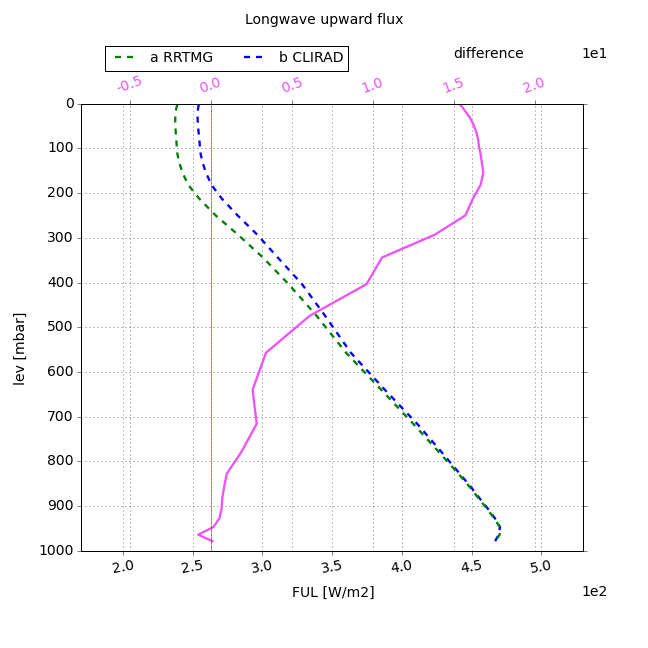 Longwave upward flux
a RRTMG b CLIRAD difference 1e1
-0.5 0.0 0.5 1.0 1.5 2.0
0
100
200
300
400
500
600
700
800
900
1000
lev [mbar]
2.0 2.5 3.0 3.5 4.0 4.5 5.0
FUL [W/m2] 1e2